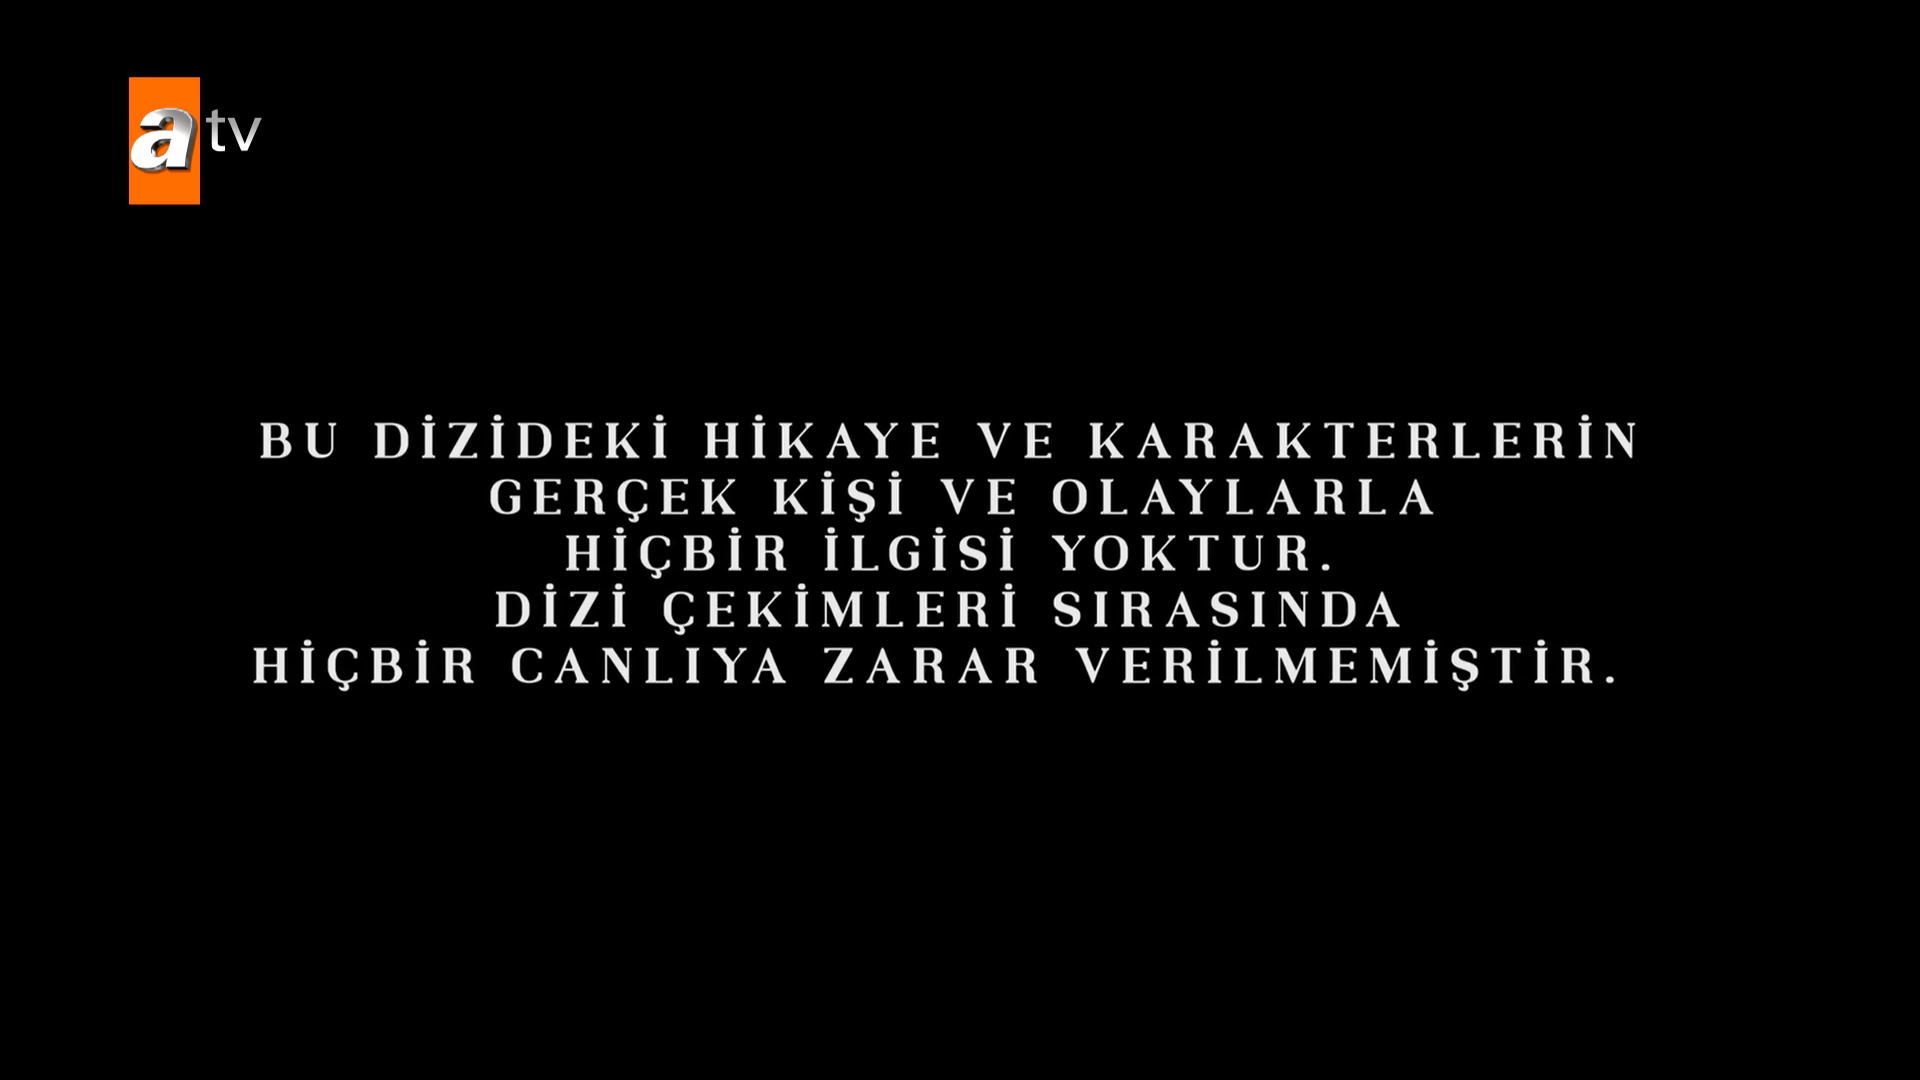 atv
BU DİZİDEKİ HİKAYE VE KARAKTERLERİN
GERÇEK KİŞİ VE OLAYLARLA
HİÇBİR İLGİSİ YOKTUR.
DİZİ ÇEKİMLERİ SIRASINDA
HİÇBİR CANLIYA ZARAR VERİLMEMİŞTİR.